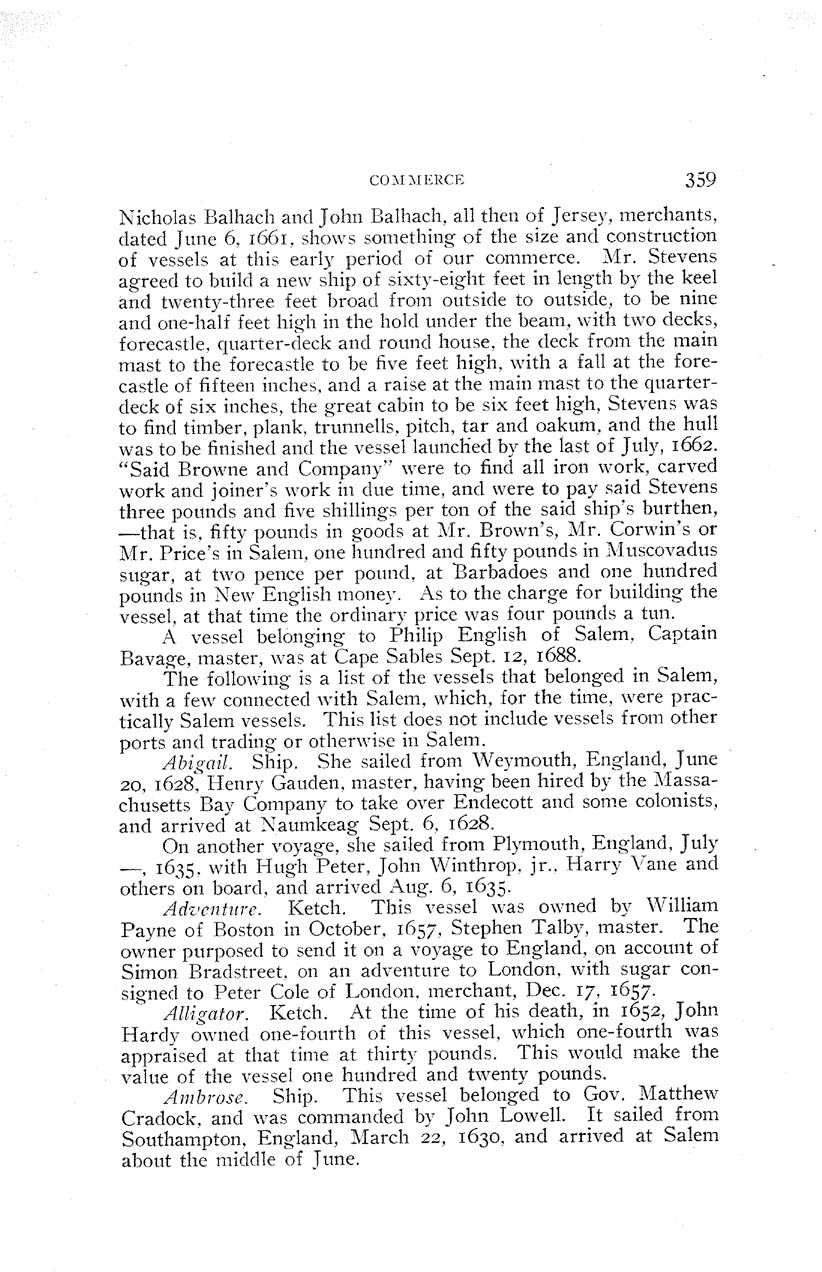 COMMERCE 359
Nicholas Balhach and John Balhach, all then of Jersey, merchants,
dated June 6, 1661, shows something of the size and construction
of vessels at this early period of our commerce. Mr. Stevens
agreed to build a new ship of sixty-eight feet in length by the keel
and twenty-three feet broad from outside to outside, to be nine
and one-half feet high in the hold under the beam, with two decks,
forecastle, quarter-deck and round house, the deck from the main
mast to the forecastle to be five feet high, with a fall at the fore-
castle of fifteen inches, and a raise at the main mast to the quarter-
deck of six inches, the great cabin to be six feet high, Stevens was
to find timber, plank, trunnells, pitch, tar and oakum, and the hull
was to be finished and the vessel launched by the last of July, 1662.
"Said Browne and Company" were to find all iron work, carved
work and joiner's work in due time, and were to pay said Stevens
three pounds and five shillings per ton of the said ship's burthen,
—that is, fifty pounds in goods at Mr. Brown's, Mr. Corwin's or
Mr. Price's in Salem, one hundred and fifty pounds in Muscovadus
sugar, at two pence per pound, at Barbadoes and one hundred
pounds in New English money. As to the charge for building the
vessel, at that time the ordinary price was four pounds a tun.
A vessel belonging to Philip English of Salem, Captain
Bavage, master, was at Cape Sables Sept. 12, 1688.
The following is a list of the vessels that belonged in Salem,
with a few connected with Salem, which, for the time, were prac-
tically Salem vessels. This list does not include vessels from other
ports and trading or otherwise in Salem.
Abigail. Ship. She sailed from Weymouth, England, June
20, 1628, Henry Gauden, master, having been hired by the Massa-
chusetts Bay Company to take over Endecott and some colonists,
and arrived at Naumkeag Sept. 6, 1628.
On another voyage, she sailed from Plymouth, England, July
—, 1635, with Hugh Peter, John Winthrop, jr., Harry Vane and
others on board, and arrived Aug. 6, 1635.
Adventure. Ketch. This vessel was owned by William
Payne of Boston in October, 1657, Stephen Talby, master. The
owner purposed to send it on a voyage to England, on account of
Simon Bradstreet, on an adventure to London, with sugar con-
signed to Peter Cole of London, merchant, Dec. 17, 1657.
Alligator. Ketch. At the time of his death, in 1652, John
Hardy owned one-fourth of this vessel, which one-fourth was
appraised at that time at thirty pounds. This would make the
value of the vessel one hundred and twenty pounds.
Ambrose. Ship. This vessel belonged to Gov. Matthew
Cradock, and was commanded by John Lowell. It sailed from
Southampton, England, March 22, 1630, and arrived at Salem
about the middle of June.